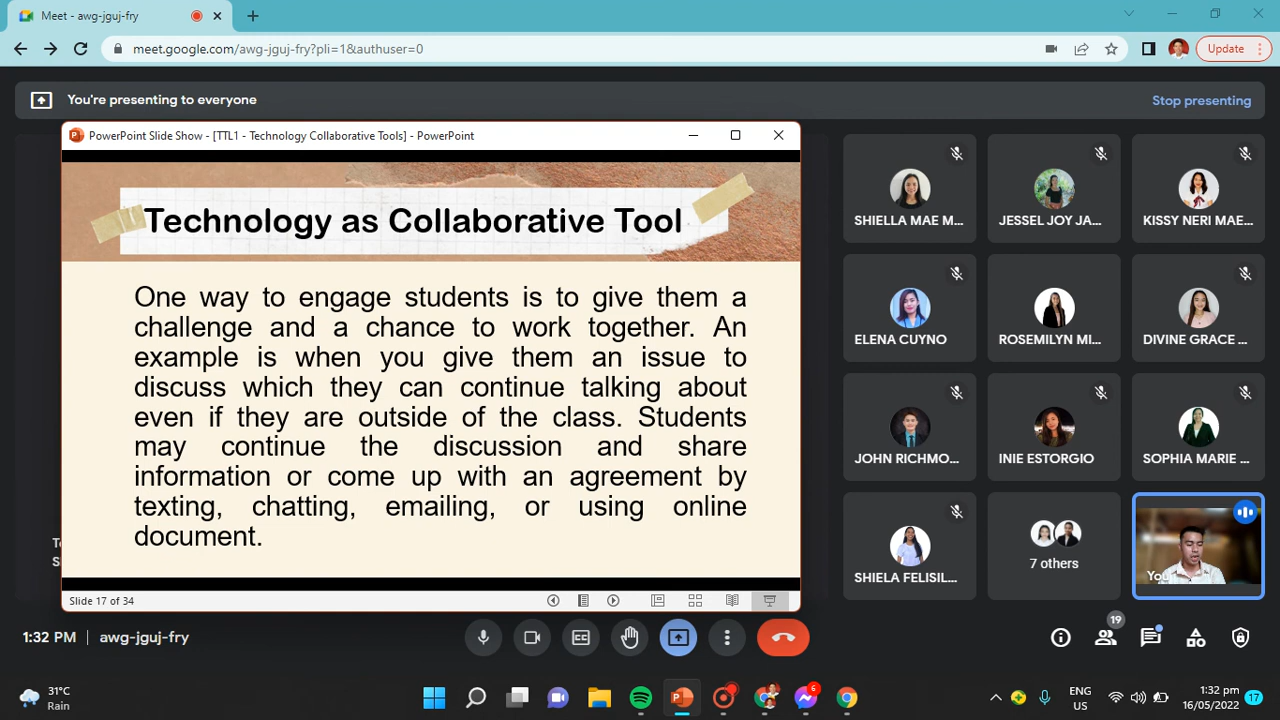 Meet - awg-jguj-fry
meet.google.com/awg-jguj-fry?pli=1&authuser=0
Update
You're presenting to everyone
Stop presenting
PowerPoint Slide Show - [TTL1 - Technology Collaborative Tools] - PowerPoint
Technology as Collaborative Tool
One way to engage students is to give them a
challenge and a chance to work together. An
example is when you give them an issue to
discuss which they can continue talking about
even if they are outside of the class. Students
may continue the discussion and share
information or come up with an agreement by
texting, chatting, emailing, or using online
document.
Slide 17 of 34
SHIELLA MAE M...
JESSEL JOY JA...
KISSY NERI MAE...
ELENA CUYNO
ROSEMILYN MI...
DIVINE GRACE ...
JOHN RICHMO...
INIE ESTORGIO
SOPHIA MARIE ...
SHIELA FELISIL...
7 others
You
1:32 PM | awg-jguj-fry
CC
19
31°C
Rain
6
ENG
US
1:32 pm
16/05/2022
17